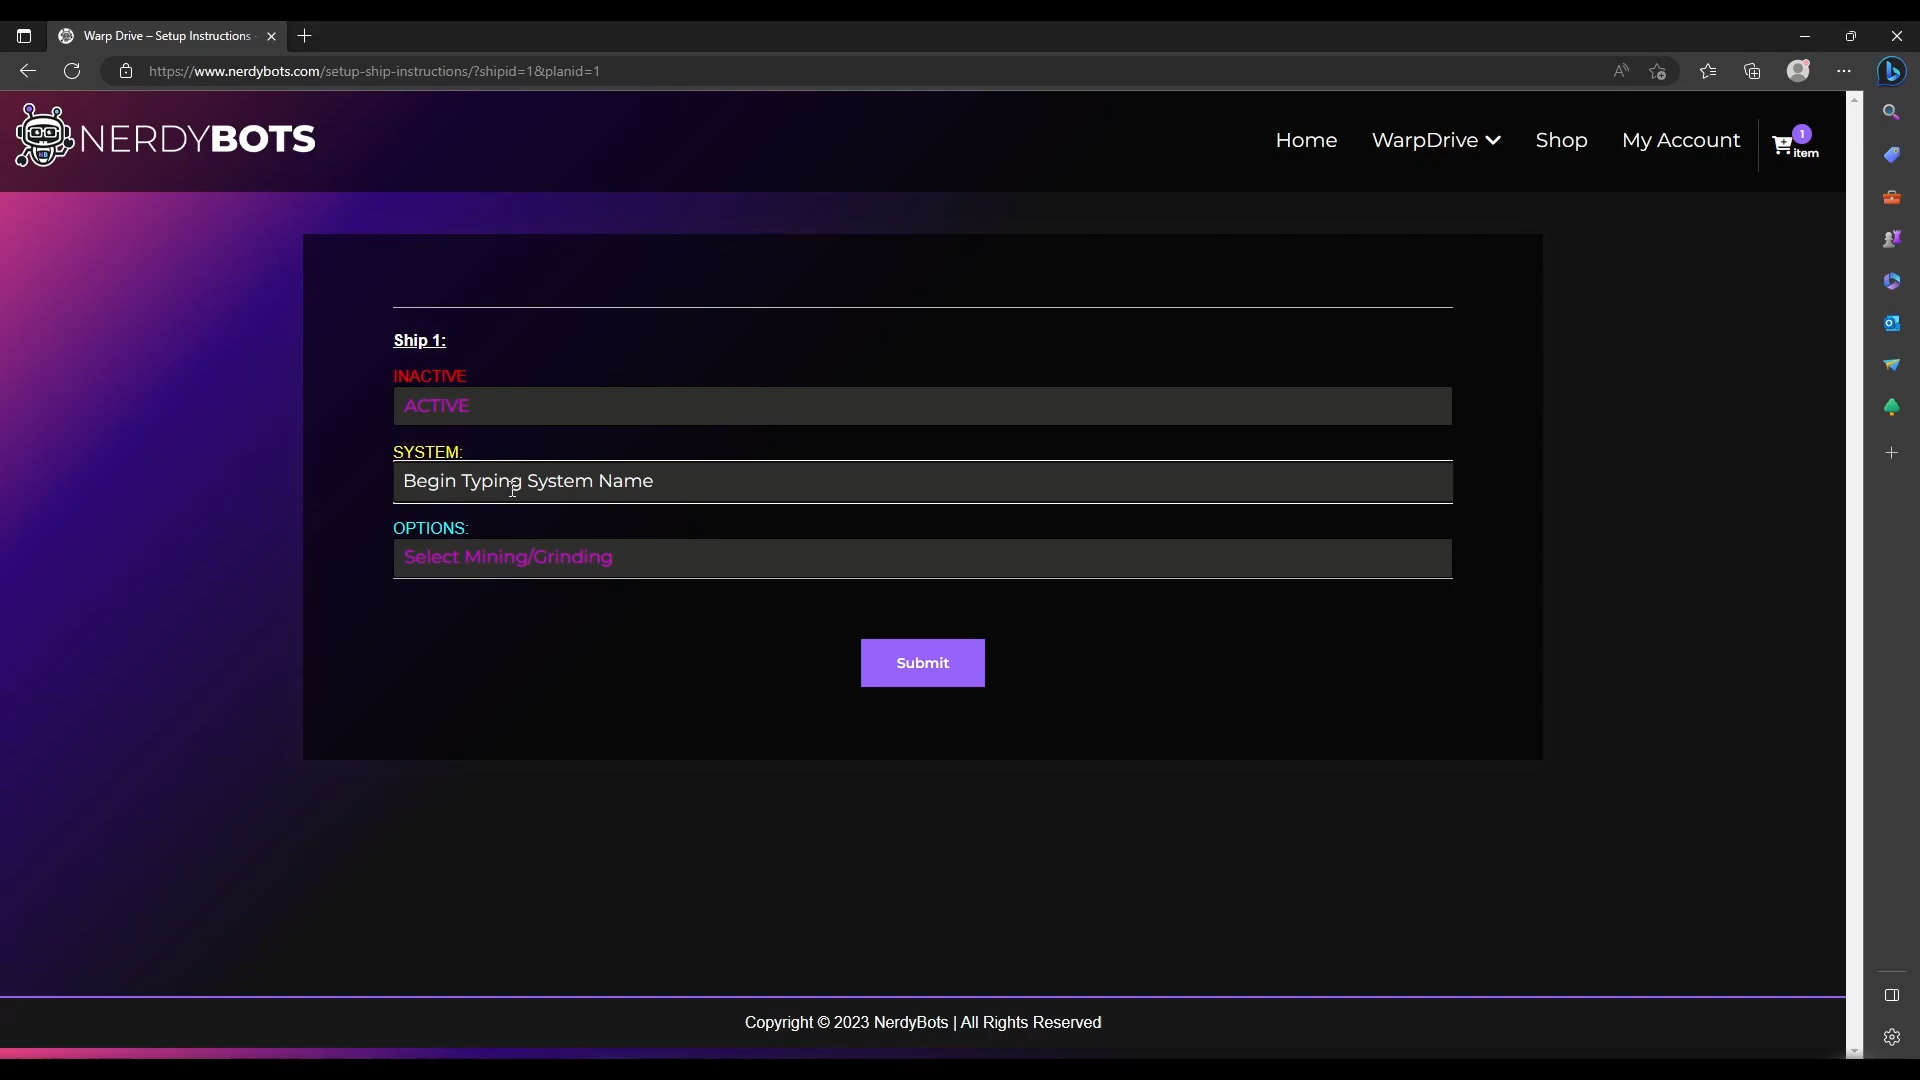 Warp Drive – Setup Instructions
https://www.nerdybots.com/setup-ship-instructions/?shipid=1&planid=1
NERDYBOTS
Home WarpDrive Shop My Account 1 item
Ship 1:
INACTIVE
ACTIVE
SYSTEM:
Begin Typing System Name
OPTIONS:
Select Mining/Grinding
Submit
Copyright © 2023 NerdyBots | All Rights Reserved